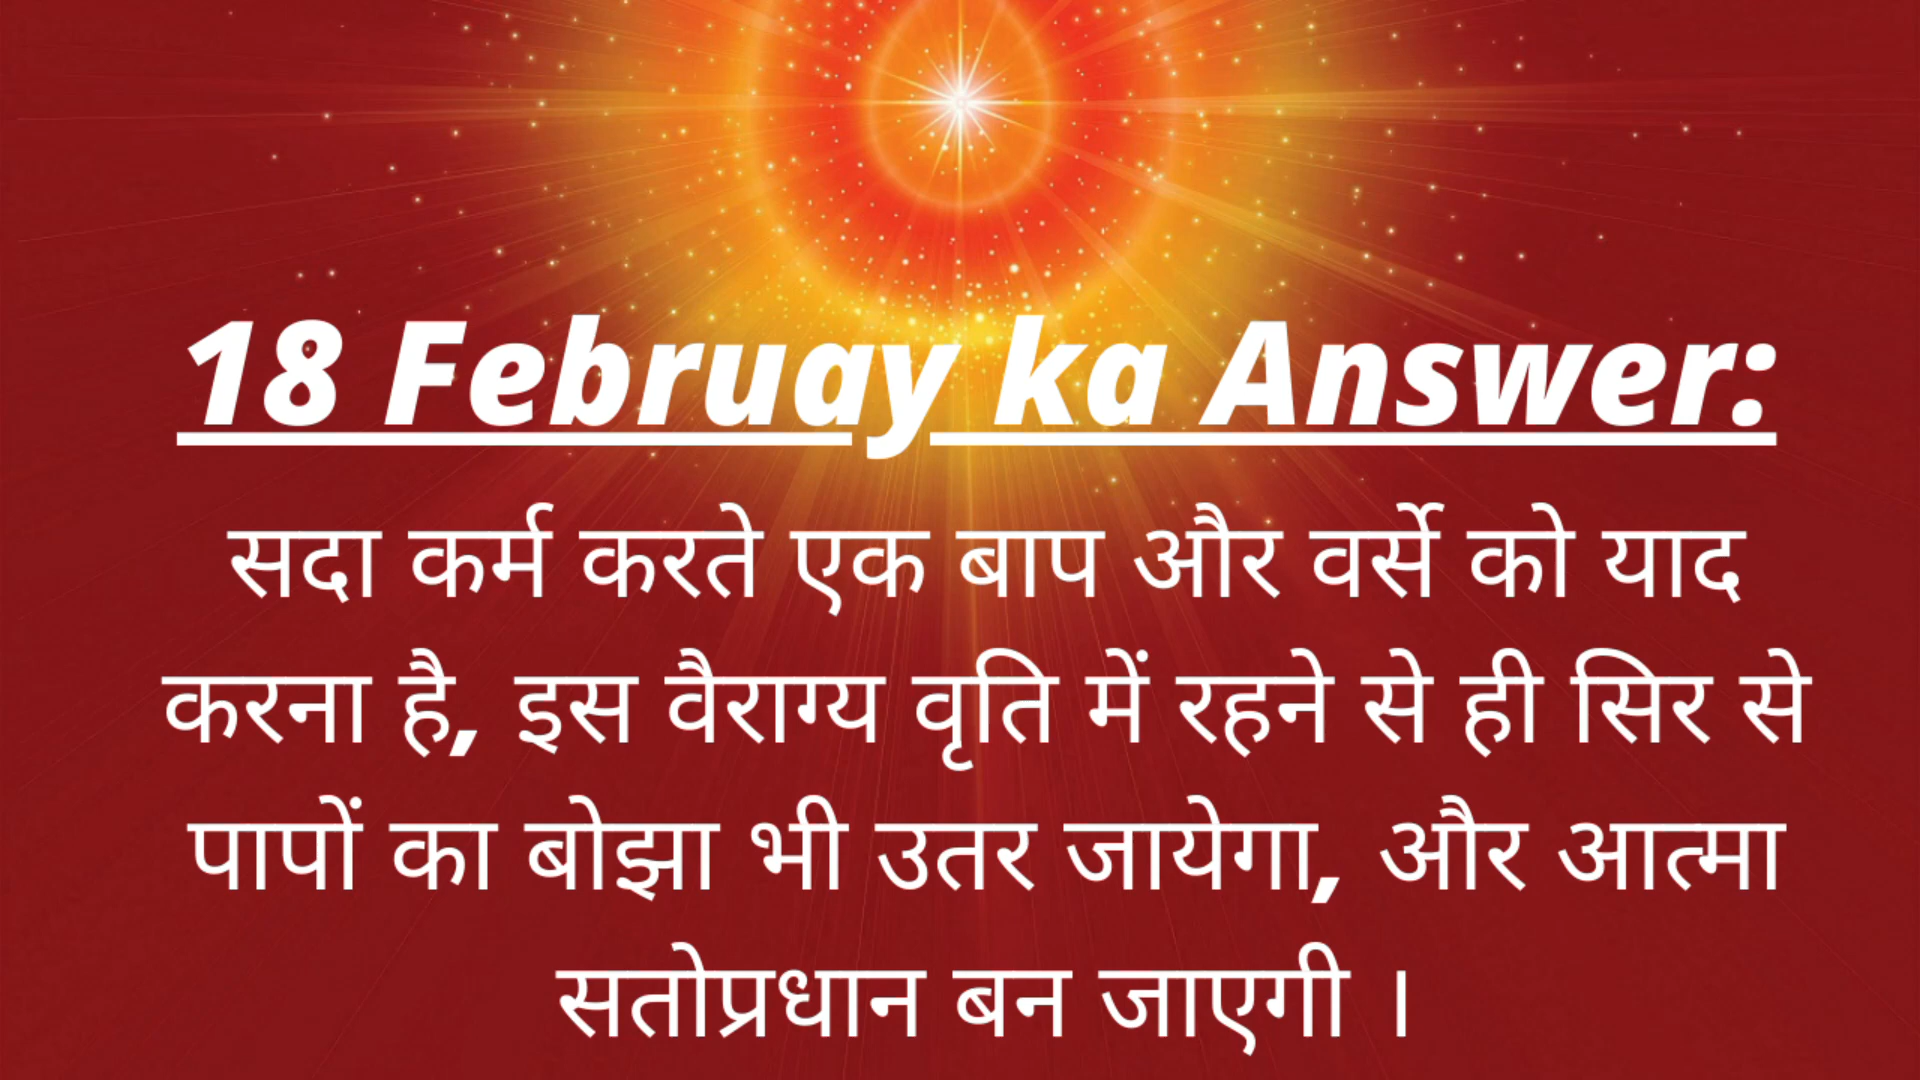 18 Februay ka Answer:
सदा कर्म करते एक बाप और वर्से को याद
करना है, इस वैराग्य वृति में रहने से ही सिर से
पापों का बोझा भी उतर जायेगा, और आत्मा
सतोप्रधान बन जाएगी ।